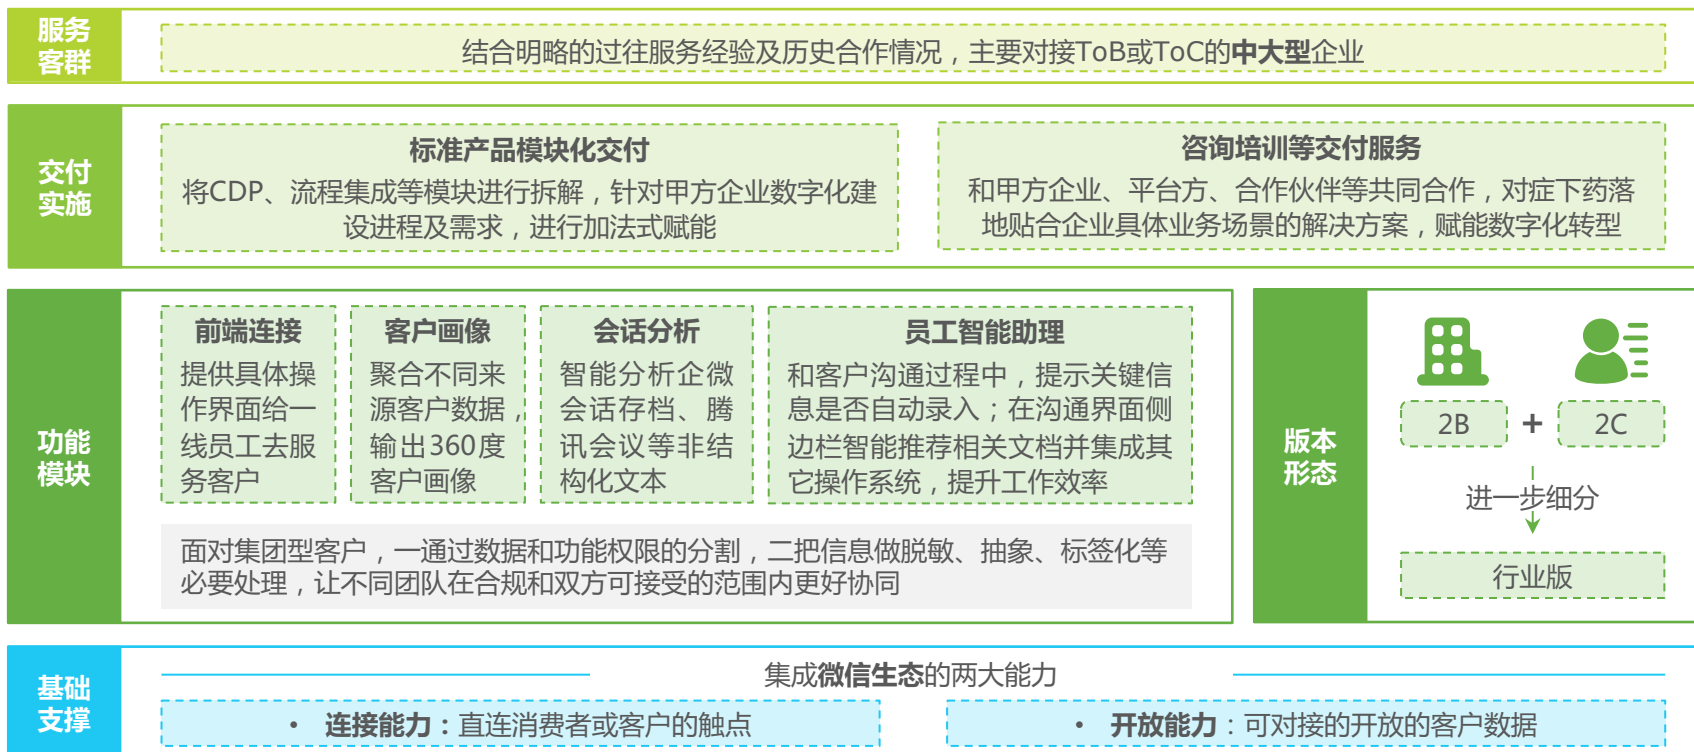 服务
客群
结合明略的过往服务经验及历史合作情况，主要对接ToB或ToC的中大型企业
交付
实施
标准产品模块化交付
将CDP、流程集成等模块进行拆解，针对甲方企业数字化建
设进程及需求，进行加法式赋能
咨询培训等交付服务
和甲方企业、平台方、合作伙伴等共同合作，对症下药落
地贴合企业具体业务场景的解决方案，赋能数字化转型
功能
模块
前端连接
提供具体操
作界面给一
线员工去服
务客户
客户画像
聚合不同来
源客户数据，
输出360度
客户画像
会话分析
智能分析企微
会话存档、腾
讯会议等非结
构化文本
员工智能助理
和客户沟通过程中，提示关键信
息是否自动录入；在沟通界面侧
边栏智能推荐相关文档并集成其
它操作系统，提升工作效率
面对集团型客户，一通过数据和功能权限的分割，二把信息做脱敏、抽象、标签化等
必要处理，让不同团队在合规和双方可接受的范围内更好协同
版本
形态
2B + 2C
进一步细分
行业版
基础
支撑
集成微信生态的两大能力
• 连接能力：直连消费者或客户的触点
• 开放能力：可对接的开放的客户数据